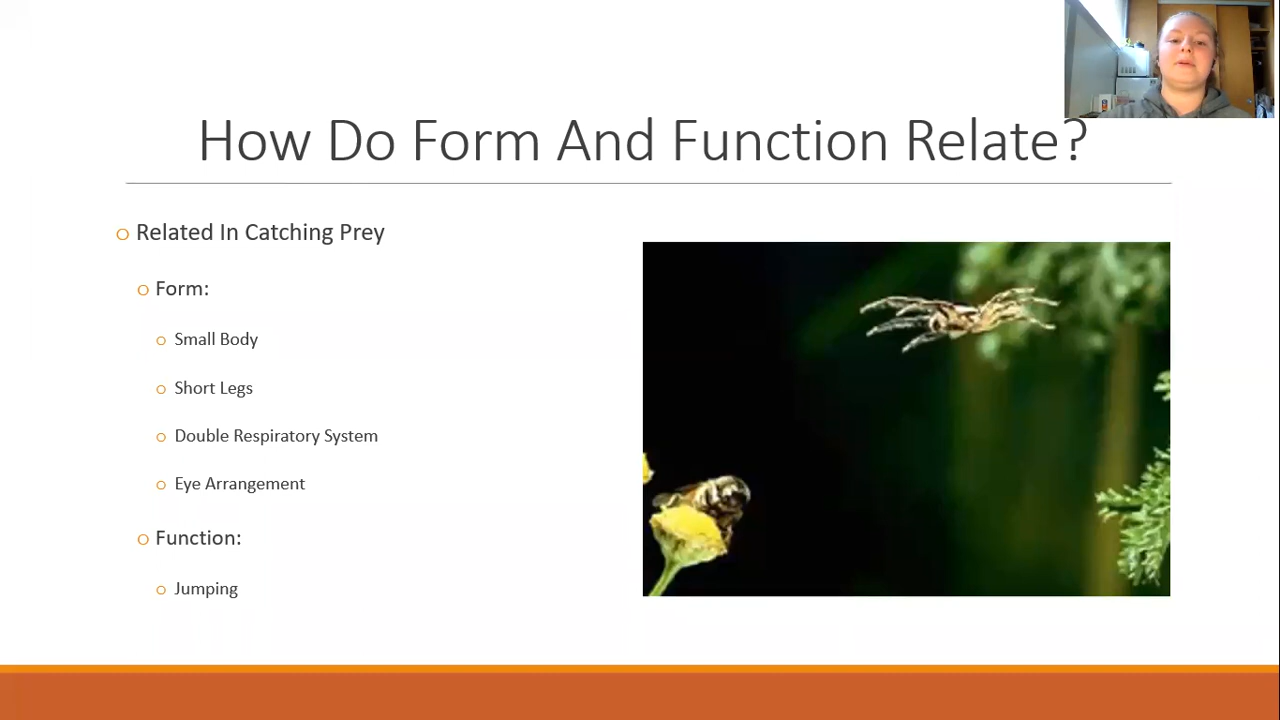 How Do Form And Function Relate?
Related In Catching Prey
Form:
Small Body
Short Legs
Double Respiratory System
Eye Arrangement
Function:
Jumping